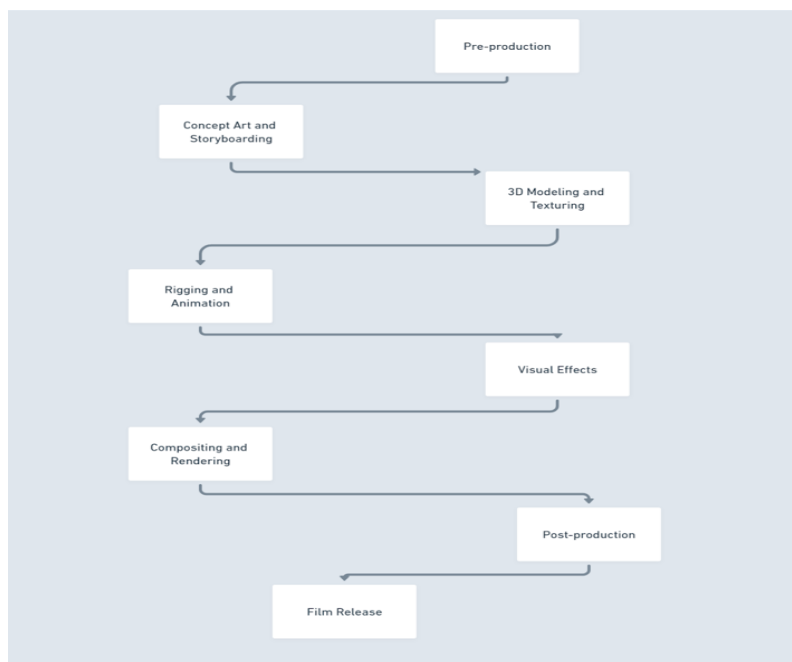 Pre-production
Concept Art and
Storyboarding
3D Modeling and
Texturing
Rigging and
Animation
Visual Effects
Compositing and
Rendering
Post-production
Film Release